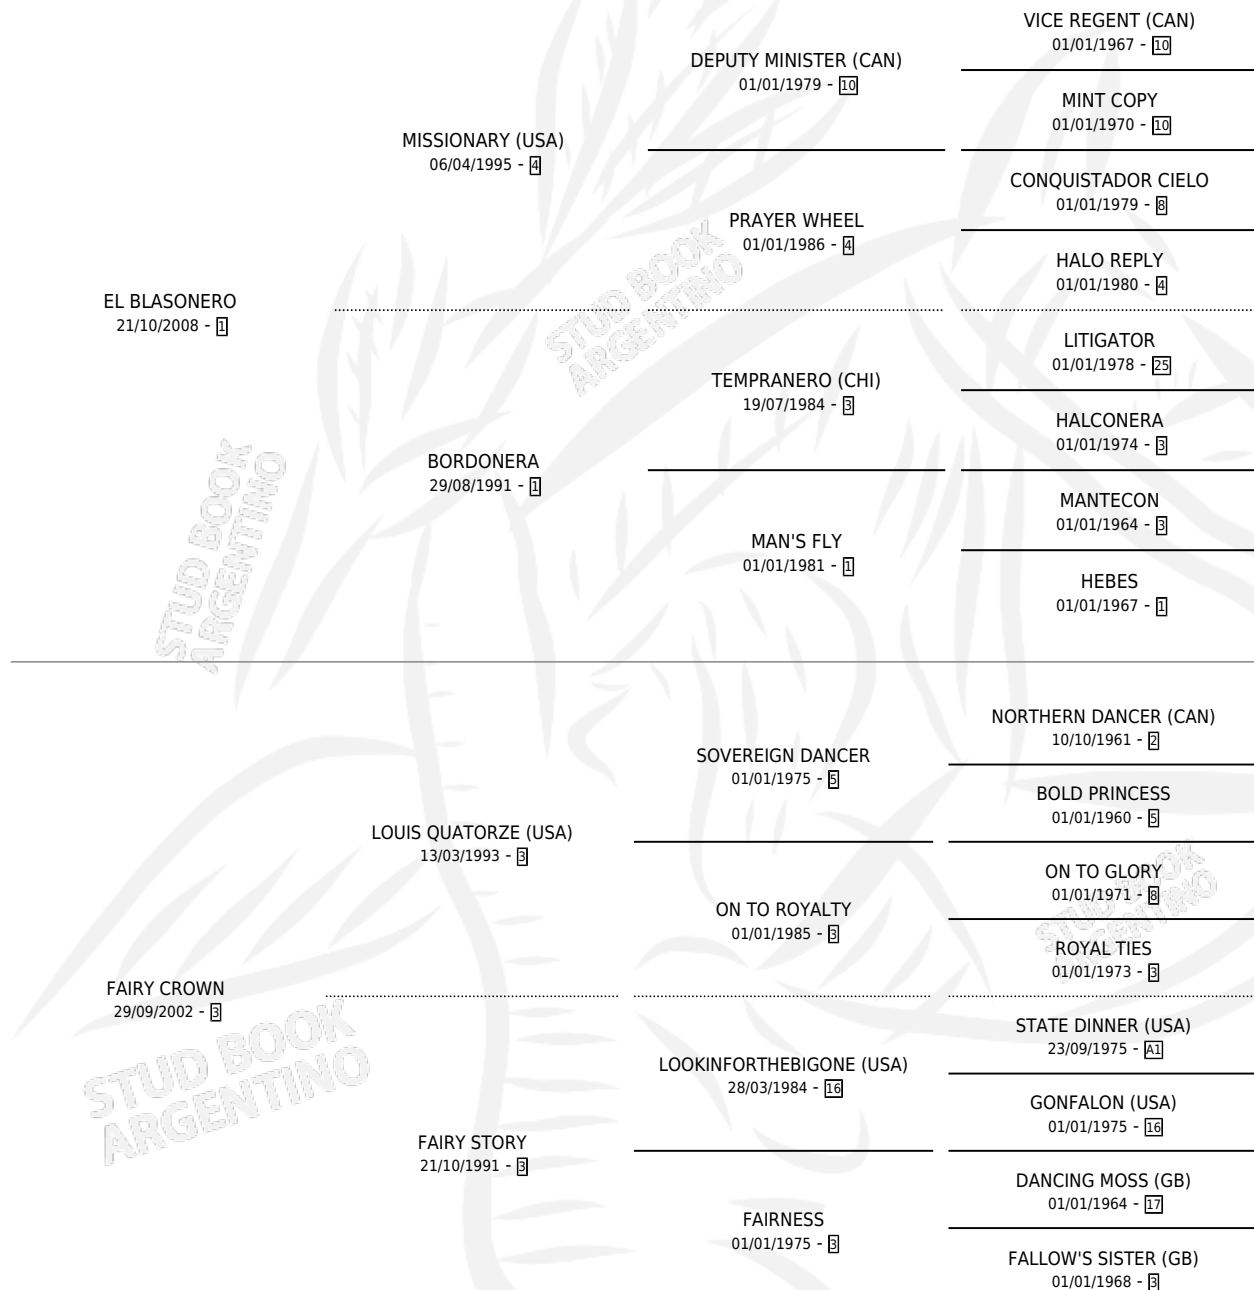 VICE REGENT (CAN)
01/01/1967 - 10
DEPUTY MINISTER (CAN)
01/01/1979 - 10
MINT COPY
01/01/1970 - 10
MISSIONARY (USA)
06/04/1995 - 4
CONQUISTADOR CIELO
01/01/1979 - 8
PRAYER WHEEL
01/01/1986 - 4
HALO REPLY
01/01/1980 - 4
EL BLASONERO
21/10/2008 - 1
LITIGATOR
01/01/1978 - 25
TEMPRANERO (CHI)
19/07/1984 - 3
HALCONERA
01/01/1974 - 3
BORDONERA
29/08/1991 - 1
MANTECON
01/01/1964 - 3
MAN'S FLY
01/01/1981 - 1
HEBES
01/01/1967 - 1
NORTHERN DANCER (CAN)
10/10/1961 - 2
SOVEREIGN DANCER
01/01/1975 - 5
BOLD PRINCESS
01/01/1960 - 5
LOUIS QUATORZE (USA)
13/03/1993 - 3
ON TO GLORY
01/01/1971 - 8
ON TO ROYALTY
01/01/1985 - 3
ROYAL TIES
01/01/1973 - 3
FAIRY CROWN
29/09/2002 - 3
STATE DINNER (USA)
23/09/1975 - A1
LOOKINFORTHEBIGONE (USA)
28/03/1984 - 16
GONFALON (USA)
01/01/1975 - 16
FAIRY STORY
21/10/1991 - 3
DANCING MOSS (GB)
01/01/1964 - 17
FAIRNESS
01/01/1975 - 3
FALLOW'S SISTER (GB)
01/01/1968 - 3
STUD BOOK
ARGENTINO
STUD BOOK
ARGENTINO
STUD BOOK
ARGENTINO
STUD BOOK
ARGENTINO